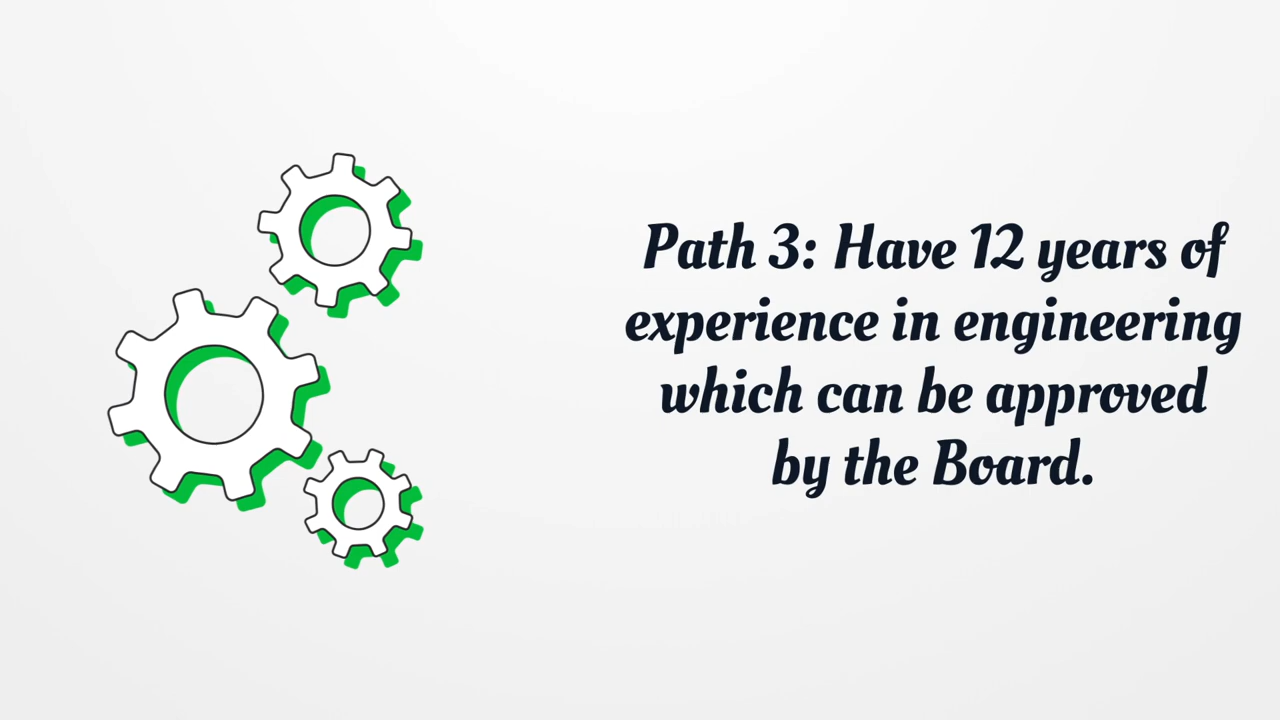 Path 3: Have 12 years of
experience in engineering
which can be approved
by the Board.